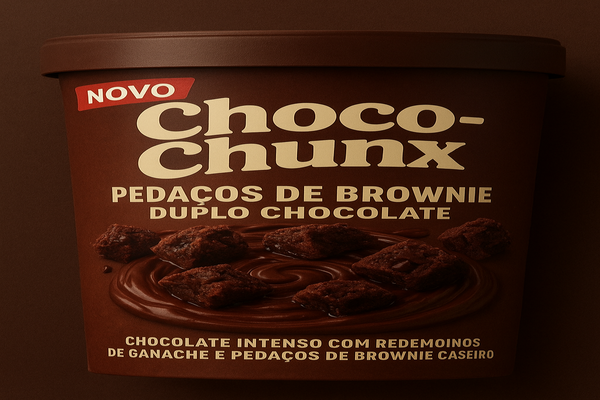 NOVO
Choco-
chunx
PEDAÇOS DE BROWNIE
DUPLO CHOCOLATE
CHOCOLATE INTENSO COM REDEMOINOS
DE GANACHE E PEDAÇOS DE BROWNIE CASEIRO